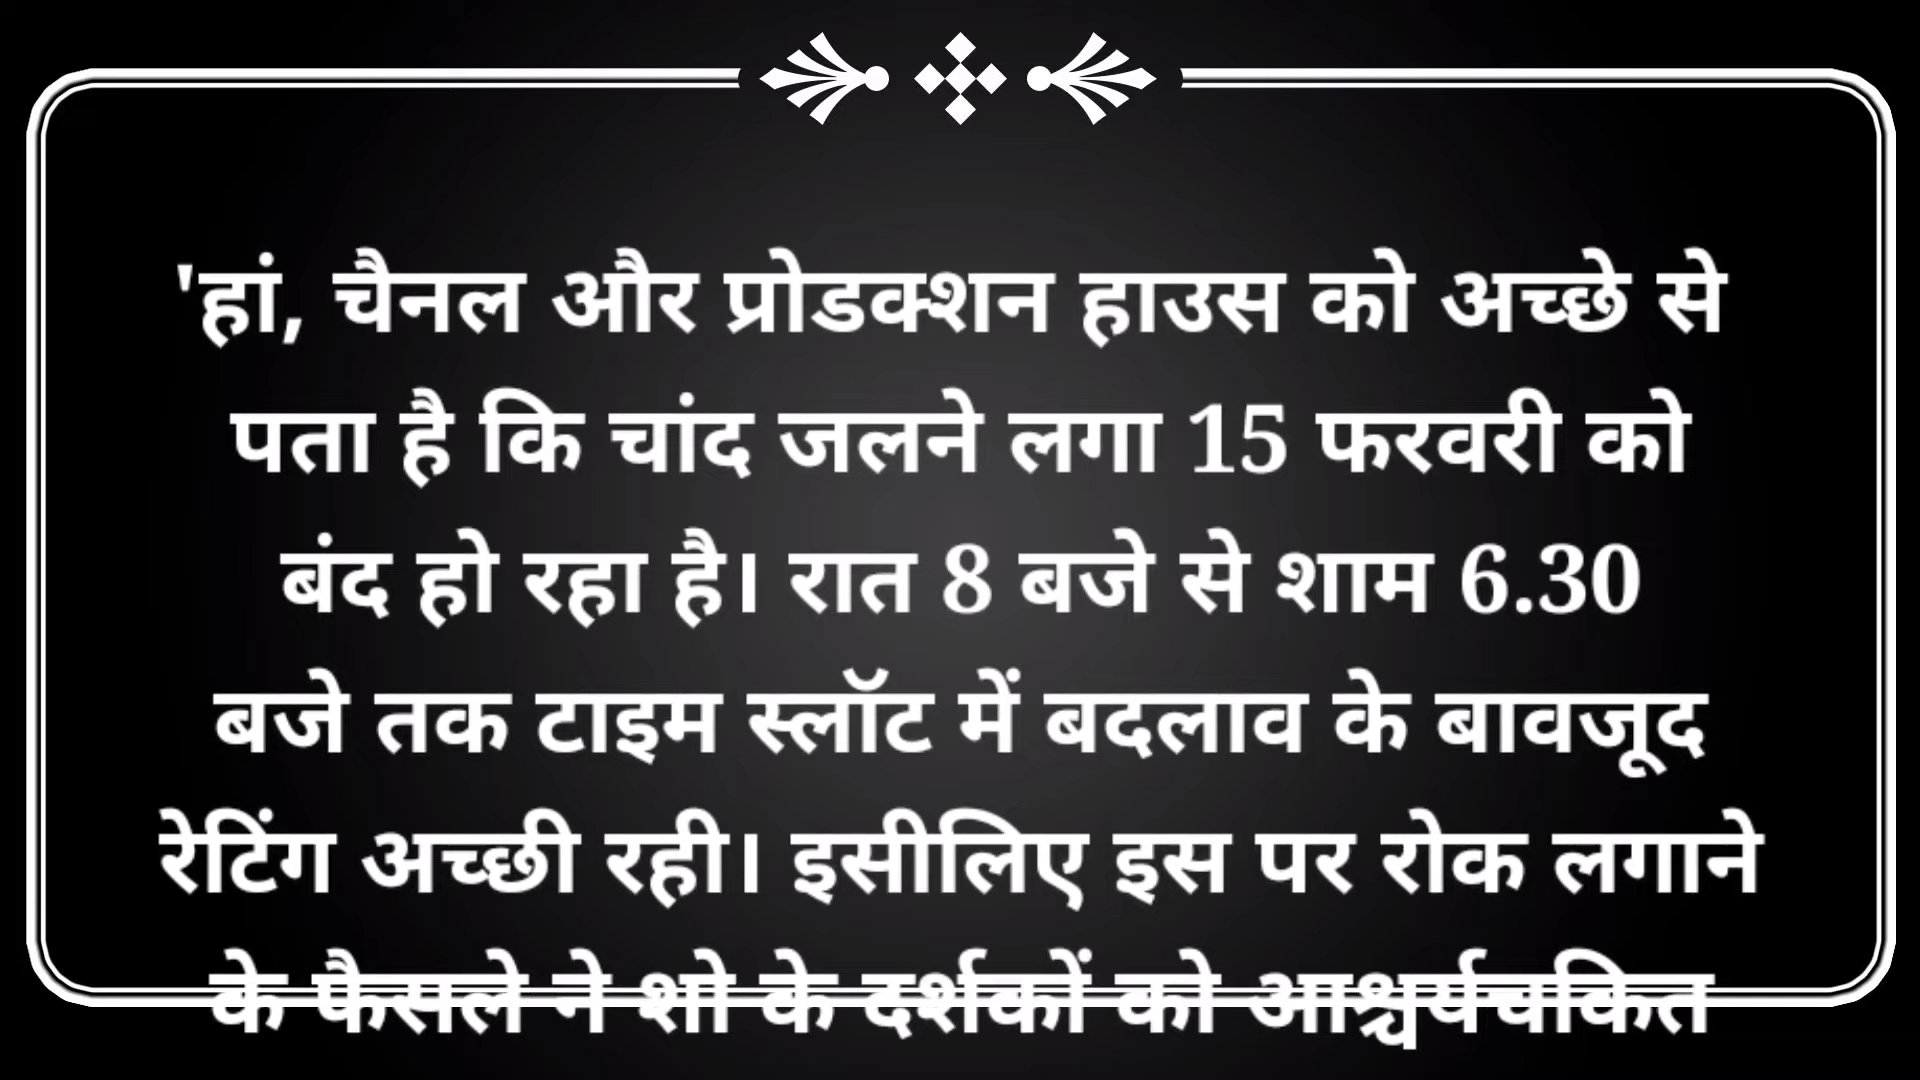 'हां, चैनल और प्रोडक्शन हाउस को अच्छे से
पता है कि चांद जलने लगा 15 फरवरी को
बंद हो रहा है। रात 8 बजे से शाम 6.30
बजे तक टाइम स्लॉट में बदलाव के बावजूद
रेटिंग अच्छी रही। इसीलिए इस पर रोक लगाने
के फैसले ने शो के दर्शकों को आश्चर्यचकित